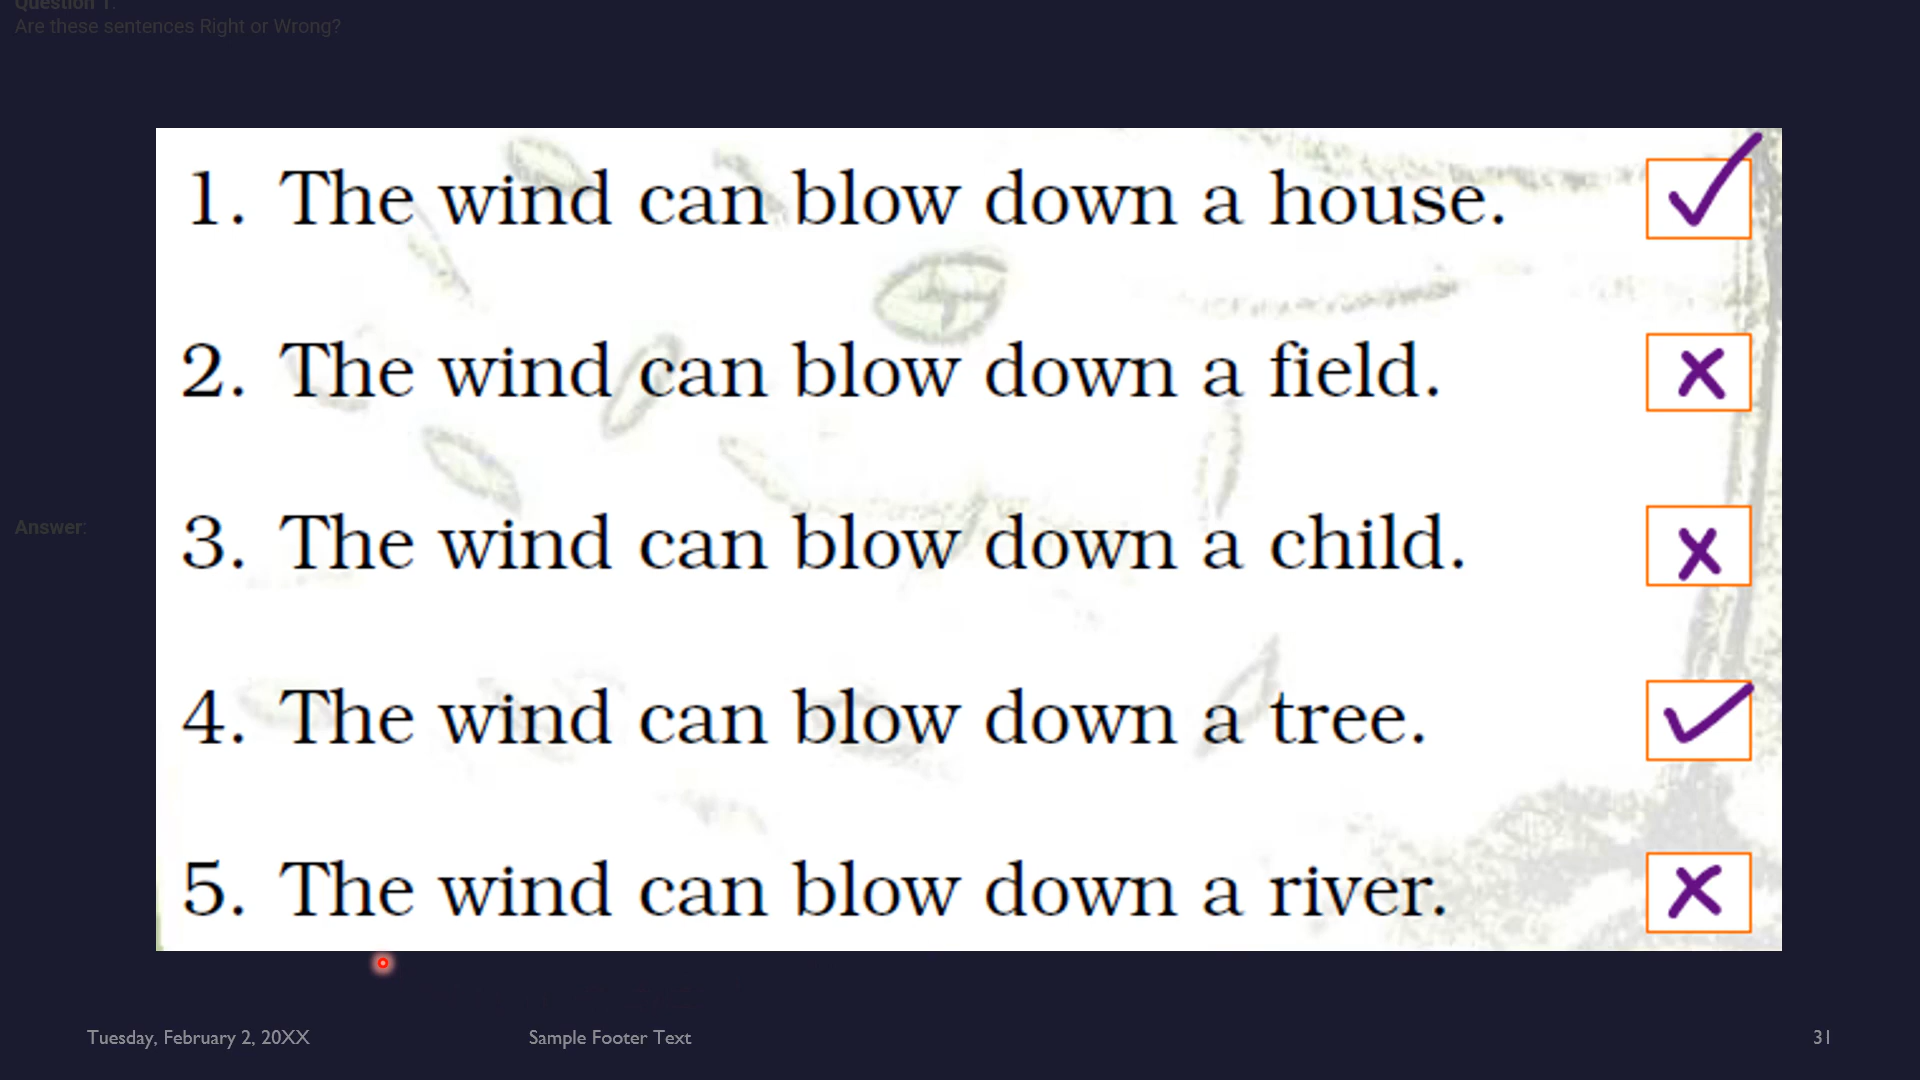 Question 1:
Are these sentences Right or Wrong?
1. The wind can blow down a house. ✓
2. The wind can blow down a field. ✗
3. The wind can blow down a child. ✗
Answer:
4. The wind can blow down a tree. ✓
5. The wind can blow down a river. ✗
Tuesday, February 2, 20XX
Sample Footer Text
31